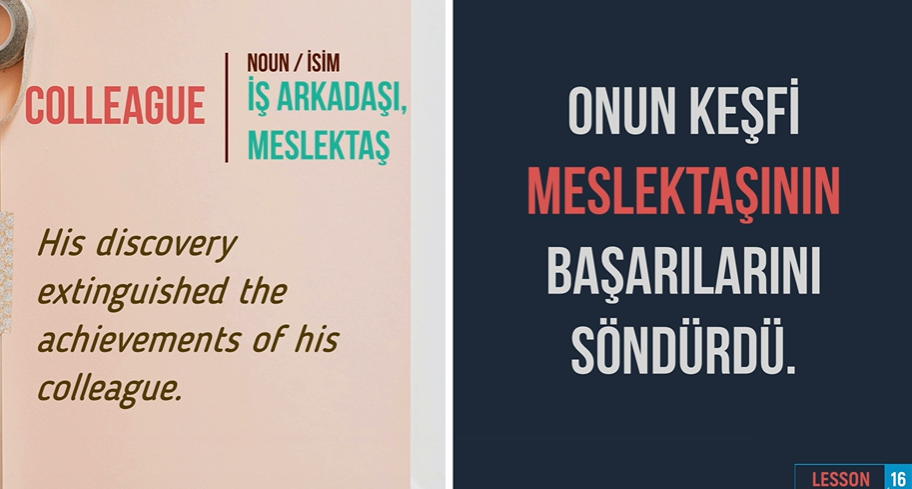 COLLEAGUE
NOUN / İSİM
İŞ ARKADAŞI,
MESLEKTAŞ
His discovery
extinguished the
achievements of his
colleague.
ONUN KEŞFİ
MESLEKTAŞININ
BAŞARILARINI
SÖNDÜRDÜ.
LESSON 16